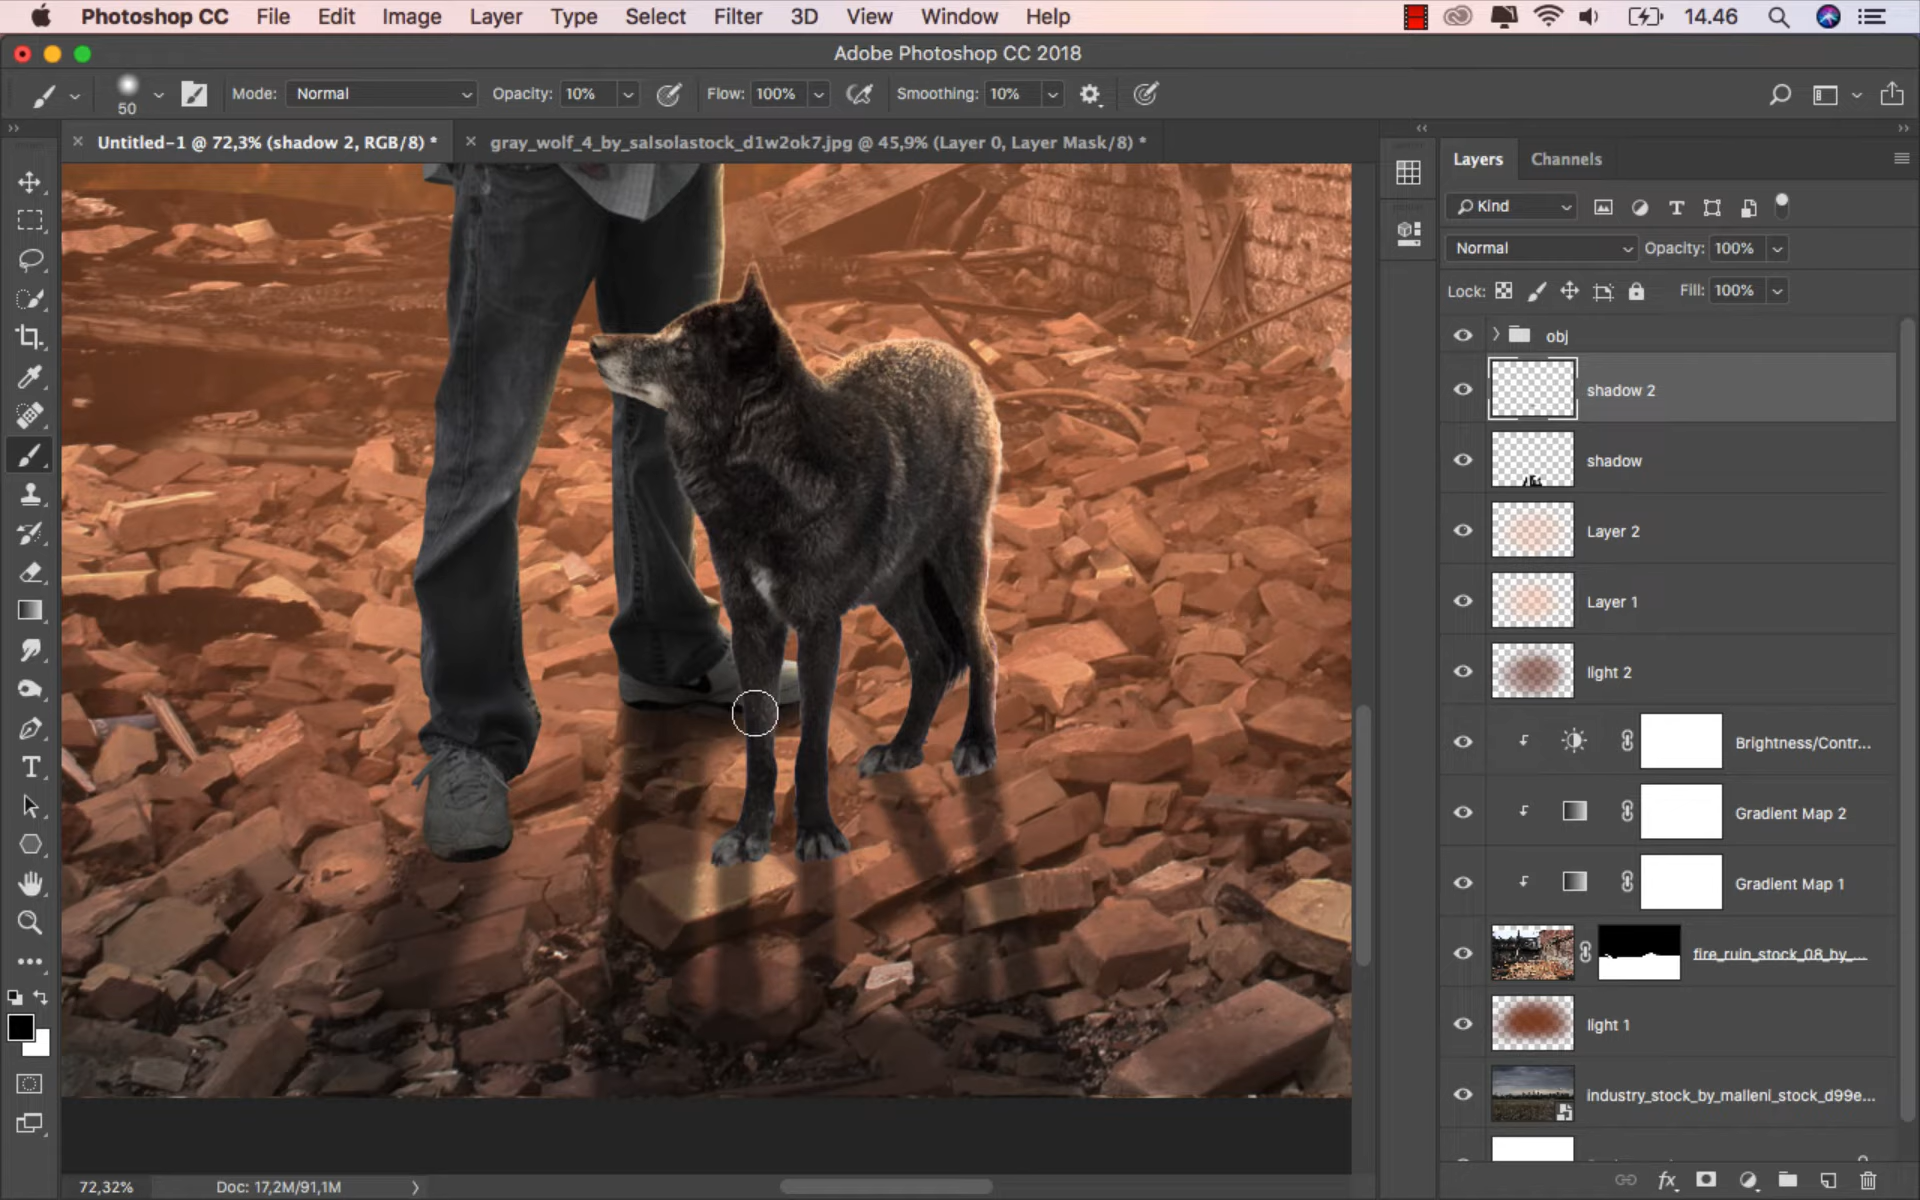 Photoshop CC File Edit Image Layer Type Select Filter 3D View Window Help 14.46
Adobe Photoshop CC 2018
50 Mode: Normal Opacity: 10% Flow: 100% Smoothing: 10%
Untitled-1 @ 72,3% (shadow 2, RGB/8) * gray_wolf_4_by_salsolastock_d1w2ok7.jpg @ 45,9% (Layer 0, Layer Mask/8) *
Layers Channels
Kind
Normal Opacity: 100%
Lock: Fill: 100%
obj
shadow 2
shadow
Layer 2
Layer 1
light 2
Brightness/Contr...
Gradient Map 2
Gradient Map 1
fire_ruin_stock_08_by_...
light 1
industry_stock_by_malleni_stock_d99e...
72,32% Doc: 17,2M/91,1M